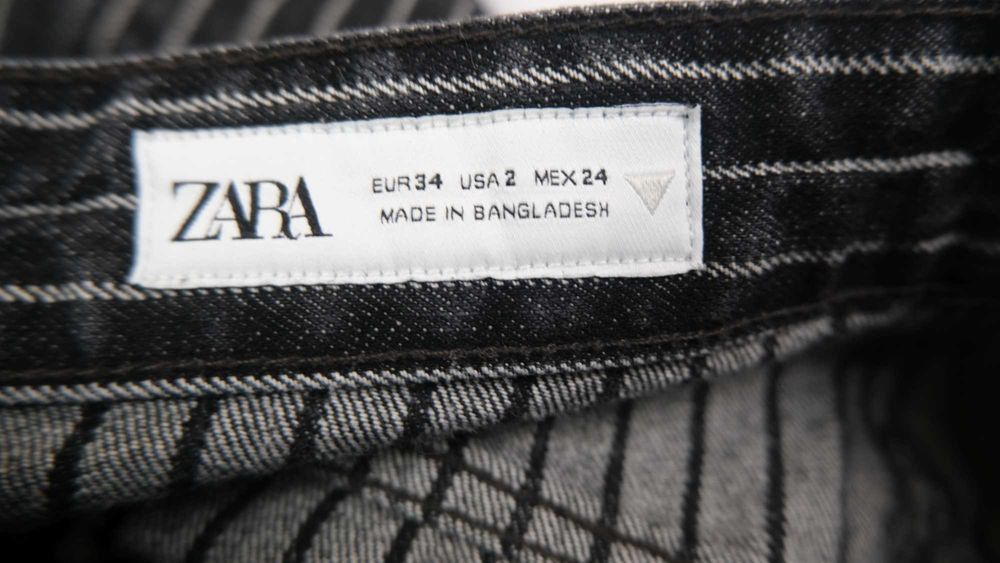 ZARA
EUR 34 USA 2 MEX 24
MADE IN BANGLADESH